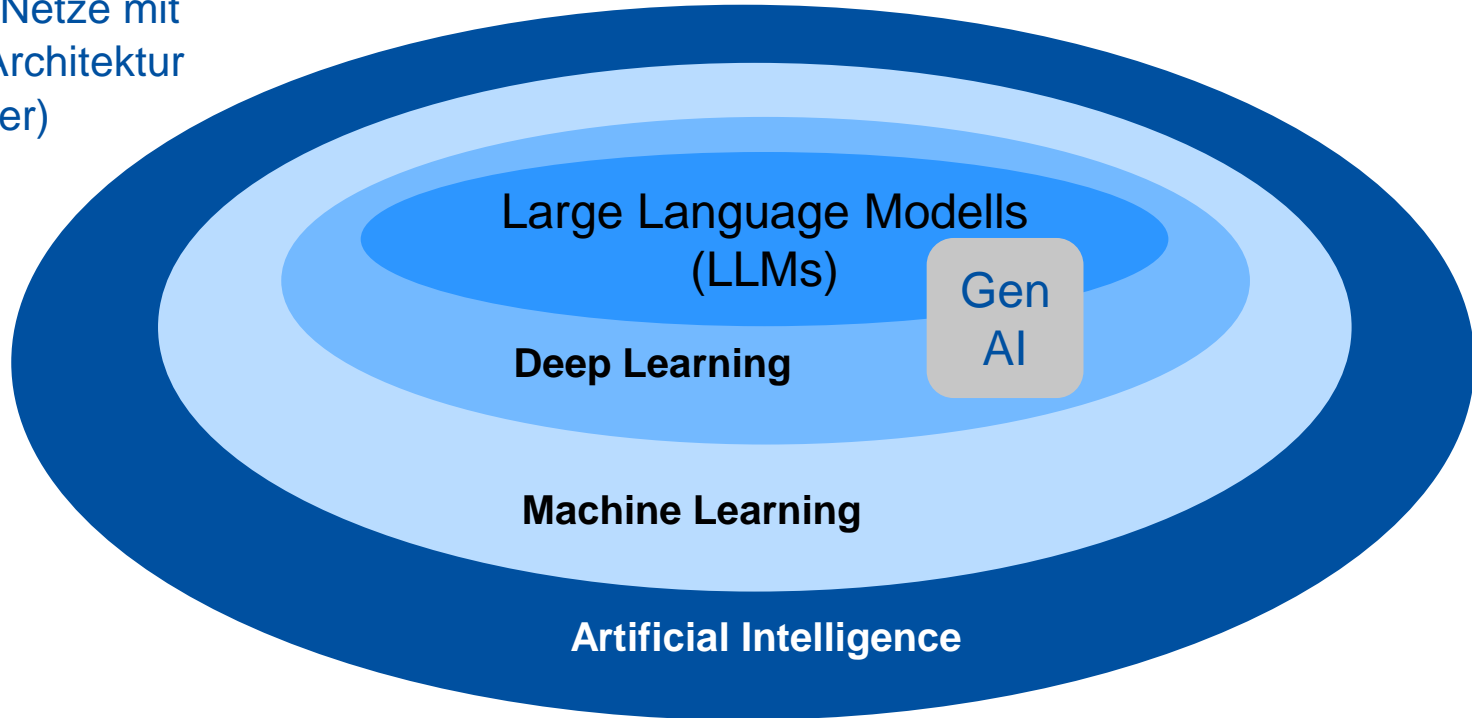 Netze mit
Architektur
er)
Large Language Modells
(LLMs)
Gen
AI
Deep Learning
Machine Learning
Artificial Intelligence